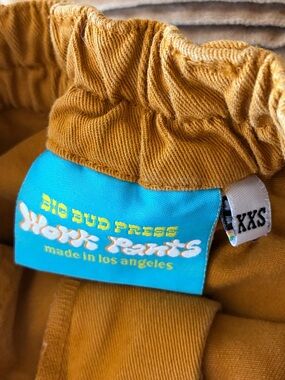 BIG BUD PRESS
Work Pants
made in los angeles
XXS